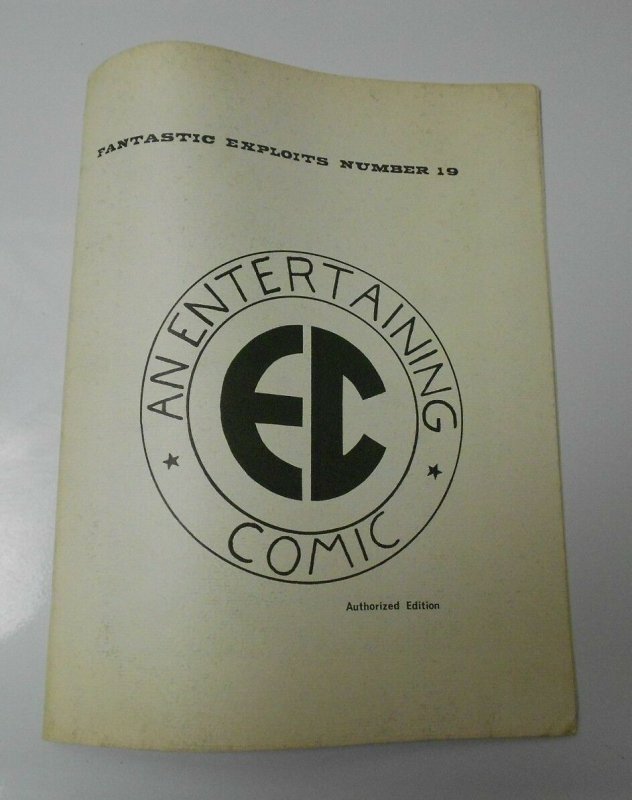 FANTASTIC EXPLOITS NUMBER 19
AN ENTERTAINING
EC
COMIC
Authorized Edition